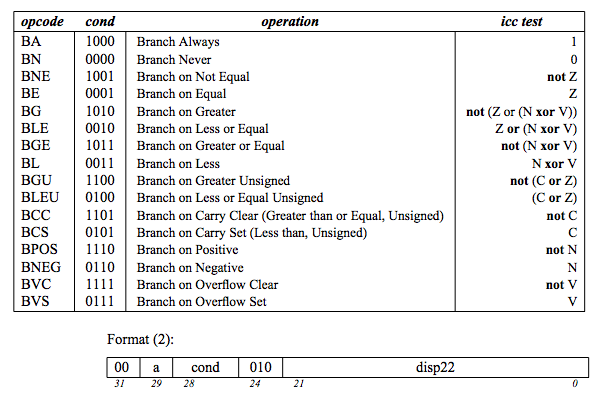 opcode cond operation icc test
BA 1000 Branch Always 1
BN 0000 Branch Never 0
BNE 1001 Branch on Not Equal not Z
BE 0001 Branch on Equal Z
BG 1010 Branch on Greater not (Z or (N xor V))
BLE 0010 Branch on Less or Equal Z or (N xor V)
BGE 1011 Branch on Greater or Equal not (N xor V)
BL 0011 Branch on Less N xor V
BGU 1100 Branch on Greater Unsigned not (C or Z)
BLEU 0100 Branch on Less or Equal Unsigned (C or Z)
BCC 1101 Branch on Carry Clear (Greater than or Equal, Unsigned) not C
BCS 0101 Branch on Carry Set (Less than, Unsigned) C
BPOS 1110 Branch on Positive not N
BNEG 0110 Branch on Negative N
BVC 1111 Branch on Overflow Clear not V
BVS 0111 Branch on Overflow Set V
Format (2):
00 a cond 010 disp22
31 29 28 24 21 0